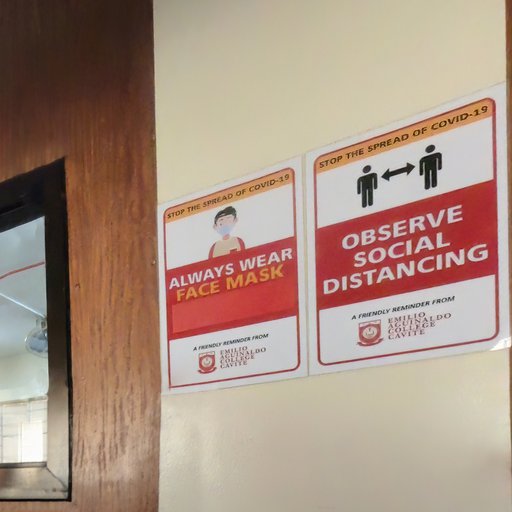 STOP THE SPREAD OF COVID-19
ALWAYS WEAR
FACE MASK
A FRIENDLY REMINDER FROM
EMILIO
AGUINALDO
COLLEGE
CAVITE
STOP THE SPREAD OF COVID-19
OBSERVE
SOCIAL
DISTANCING
A FRIENDLY REMINDER FROM
EMILIO
AGUINALDO
COLLEGE
CAVITE